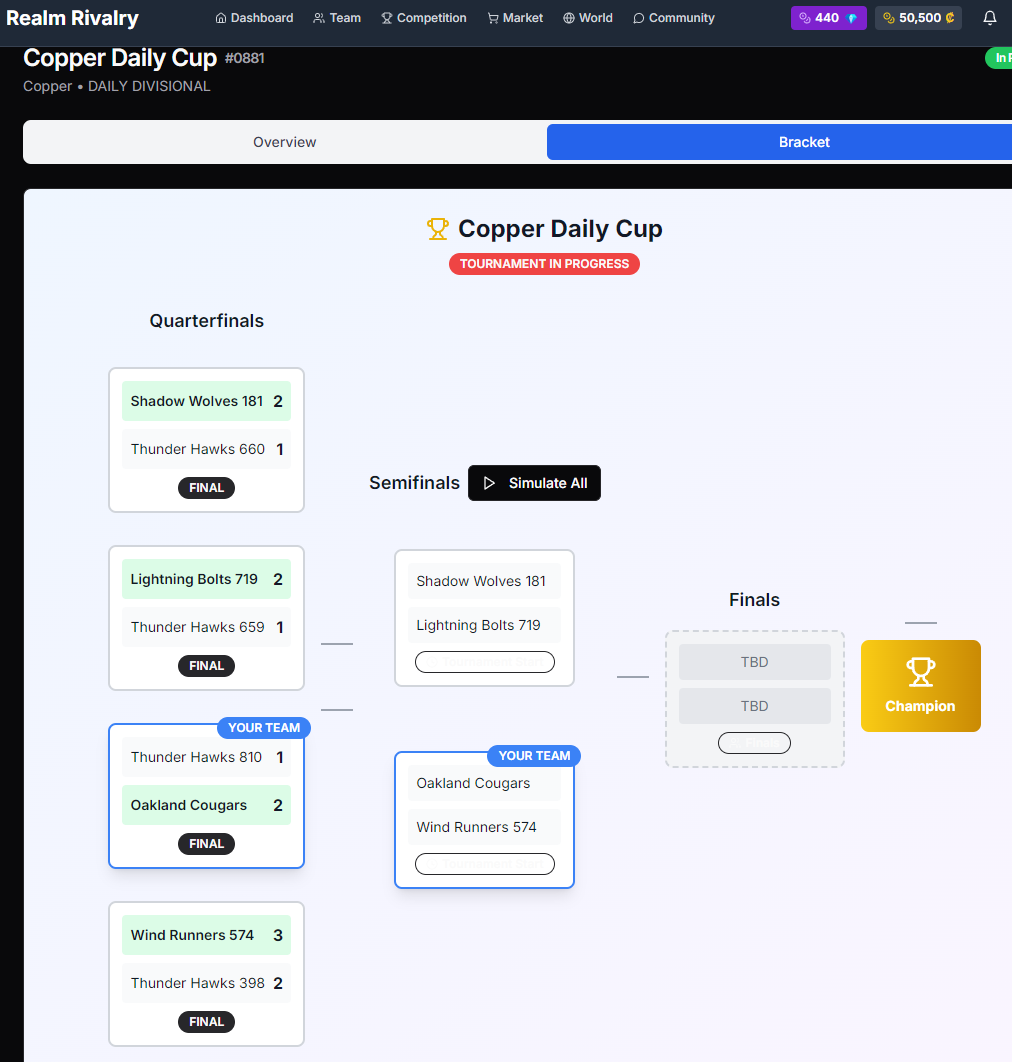 Realm Rivalry
Dashboard
Team
Competition
Market
World
Community
440
50,500 ₡
Copper Daily Cup #0881
In
Copper • DAILY DIVISIONAL
Overview
Bracket
Copper Daily Cup
TOURNAMENT IN PROGRESS
Quarterfinals
Shadow Wolves 181 2
Thunder Hawks 660 1
FINAL
Lightning Bolts 719 2
Thunder Hawks 659 1
FINAL
YOUR TEAM
Thunder Hawks 810 1
Oakland Cougars 2
FINAL
Wind Runners 574 3
Thunder Hawks 398 2
FINAL
Semifinals
Simulate All
Shadow Wolves 181
Lightning Bolts 719
YOUR TEAM
Oakland Cougars
Wind Runners 574
Finals
TBD
TBD
Champion